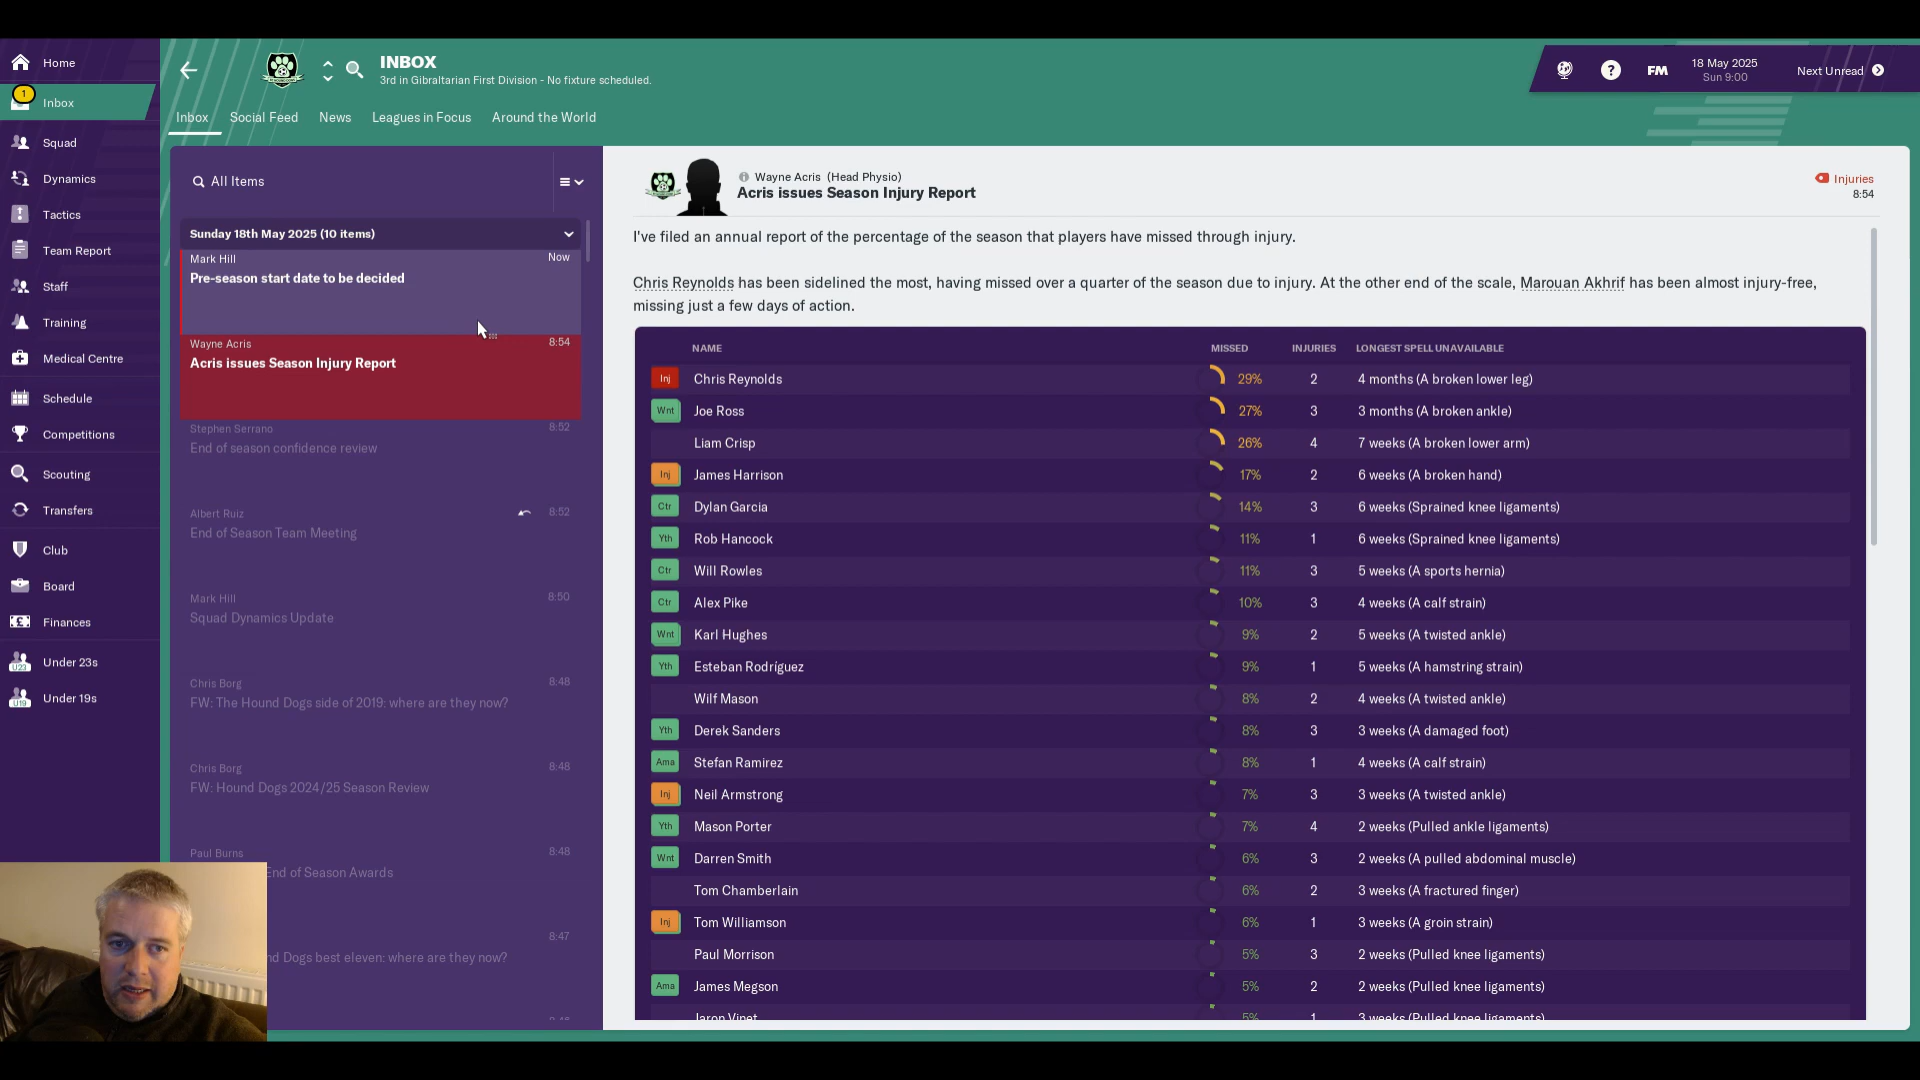 Home
1
Inbox
Squad
Dynamics
Tactics
Team Report
Staff
Training
Medical Centre
Schedule
Competitions
Scouting
Transfers
Club
Board
Finances
U23
Under 23s
U19
Under 19s
INBOX
3rd in Gibraltarian First Division - No fixture scheduled.
?
FM
18 May 2025
Sun 9:00
Next Unread
Inbox
Social Feed
News
Leagues in Focus
Around the World
All Items
Sunday 18th May 2025 (10 items)
Mark Hill
Now
Pre-season start date to be decided
Wayne Acris
8:54
Acris issues Season Injury Report
Stephen Serrano
8:52
End of season confidence review
Albert Ruiz
8:52
End of Season Team Meeting
Mark Hill
8:50
Squad Dynamics Update
Chris Borg
8:48
FW: The Hound Dogs side of 2019: where are they now?
Chris Borg
8:48
FW: Hound Dogs 2024/25 Season Review
Paul Burns
8:48
End of Season Awards
8:47
Dogs best eleven: where are they now?
Wayne Acris (Head Physio)
Acris issues Season Injury Report
Injuries
8:54
I've filed an annual report of the percentage of the season that players have missed through injury.
Chris Reynolds has been sidelined the most, having missed over a quarter of the season due to injury. At the other end of the scale, Marouan Akhrif has been almost injury-free,
missing just a few days of action.
NAME MISSED INJURIES LONGEST SPELL UNAVAILABLE
Inj Chris Reynolds 29% 2 4 months (A broken lower leg)
Wnt Joe Ross 27% 3 3 months (A broken ankle)
Liam Crisp 26% 4 7 weeks (A broken lower arm)
Inj James Harrison 17% 2 6 weeks (A broken hand)
Ctr Dylan Garcia 14% 3 6 weeks (Sprained knee ligaments)
Yth Rob Hancock 11% 1 6 weeks (Sprained knee ligaments)
Ctr Will Rowles 11% 3 5 weeks (A sports hernia)
Ctr Alex Pike 10% 3 4 weeks (A calf strain)
Wnt Karl Hughes 9% 2 5 weeks (A twisted ankle)
Yth Esteban Rodríguez 9% 1 5 weeks (A hamstring strain)
Wilf Mason 8% 2 4 weeks (A twisted ankle)
Yth Derek Sanders 8% 3 3 weeks (A damaged foot)
Ama Stefan Ramirez 8% 1 4 weeks (A calf strain)
Inj Neil Armstrong 7% 3 3 weeks (A twisted ankle)
Yth Mason Porter 7% 4 2 weeks (Pulled ankle ligaments)
Wnt Darren Smith 6% 3 2 weeks (A pulled abdominal muscle)
Tom Chamberlain 6% 2 3 weeks (A fractured finger)
Inj Tom Williamson 6% 1 3 weeks (A groin strain)
Paul Morrison 5% 3 2 weeks (Pulled knee ligaments)
Ama James Megson 5% 2 2 weeks (Pulled knee ligaments)
Jaron Vinet 5% 1 3 weeks (Pulled knee ligaments)